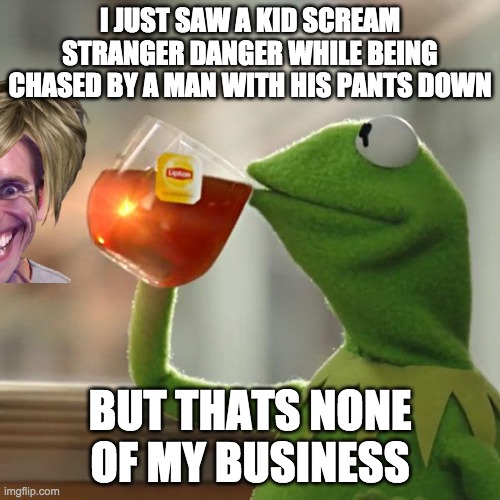 I JUST SAW A KID SCREAM
STRANGER DANGER WHILE BEING
CHASED BY A MAN WITH HIS PANTS DOWN
Lipton
BUT THATS NONE
OF MY BUSINESS
imgflip.com